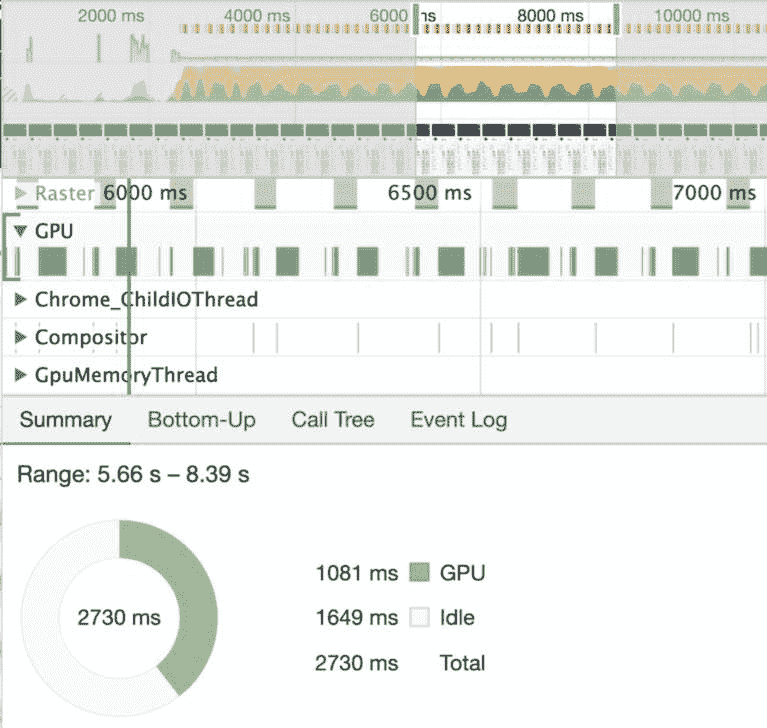 2000 ms 4000 ms 6000 ms 8000 ms 10000 ms
Raster 6000 ms 6500 ms 7000 ms
GPU
Chrome_ChildIOThread
Compositor
GpuMemoryThread
Summary Bottom-Up Call Tree Event Log
Range: 5.66 s – 8.39 s
1081 ms GPU
2730 ms 1649 ms Idle
2730 ms Total